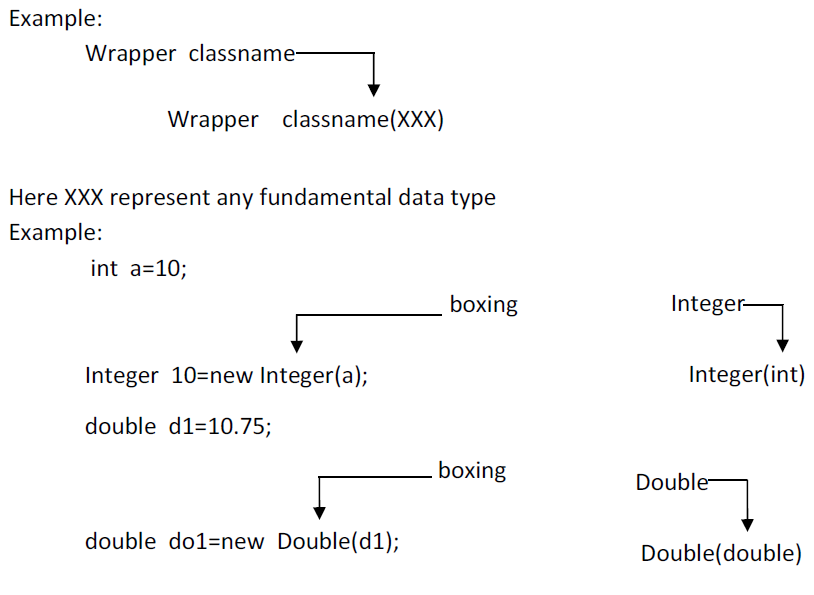 Example:
Wrapper classname
Wrapper classname(XXX)
Here XXX represent any fundamental data type
Example:
int a=10;
boxing Integer
Integer 10=new Integer(a); Integer(int)
double d1=10.75;
boxing Double
double do1=new Double(d1); Double(double)